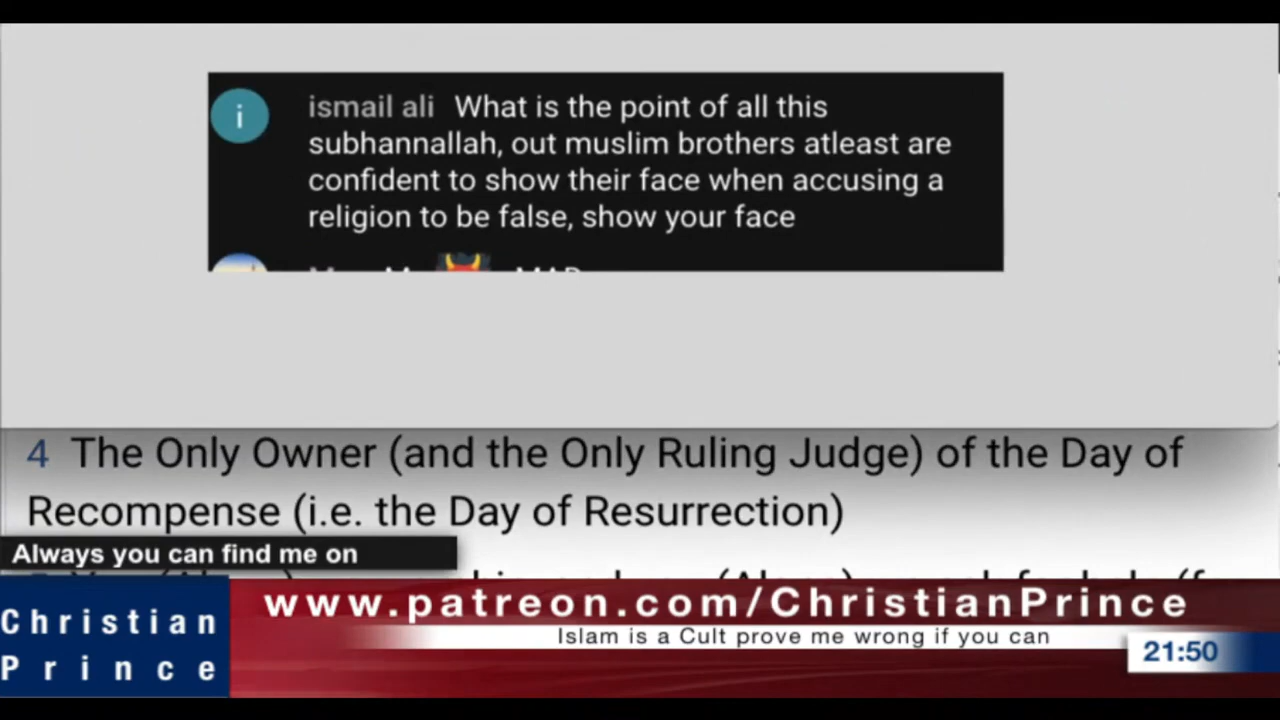 i
ismail ali What is the point of all this
subhannallah, out muslim brothers atleast are
confident to show their face when accusing a
religion to be false, show your face
4 The Only Owner (and the Only Ruling Judge) of the Day of
Recompense (i.e. the Day of Resurrection)
Always you can find me on
www.patreon.com/ChristianPrince
Christian
Prince
Islam is a Cult prove me wrong if you can
21:50